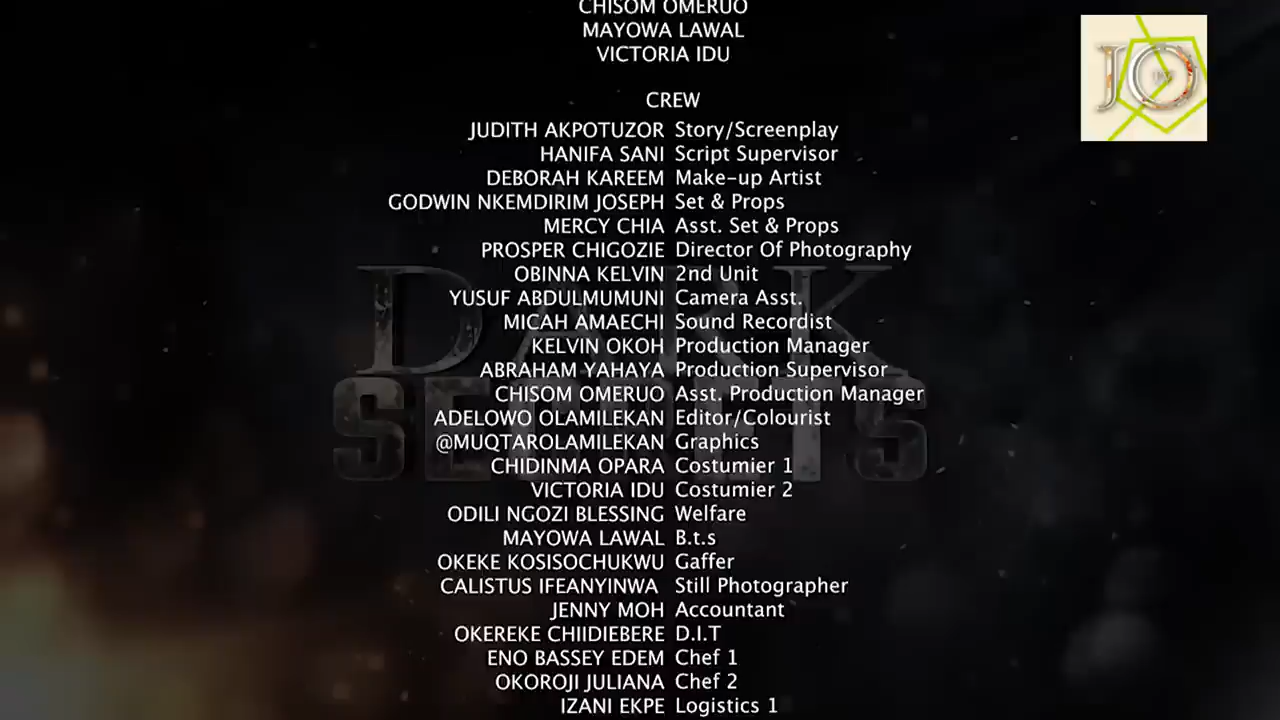 CHISOM OMERUO
MAYOWA LAWAL
VICTORIA IDU
CREW
JUDITH AKPOTUZOR Story/Screenplay
HANIFA SANI Script Supervisor
DEBORAH KAREEM Make-up Artist
GODWIN NKEMDIRIM JOSEPH Set & Props
MERCY CHIA Asst. Set & Props
PROSPER CHIGOZIE Director Of Photography
OBINNA KELVIN 2nd Unit
YUSUF ABDULMUMUNI Camera Asst.
MICAH AMAECHI Sound Recordist
KELVIN OKOH Production Manager
ABRAHAM YAHAYA Production Supervisor
CHISOM OMERUO Asst. Production Manager
ADELOWO OLAMILEKAN Editor/Colourist
@MUQTAROLAMILEKAN Graphics
CHIDINMA OPARA Costumier 1
VICTORIA IDU Costumier 2
ODILI NGOZI BLESSING Welfare
MAYOWA LAWAL B.t.s
OKEKE KOSISOCHUKWU Gaffer
CALISTUS IFEANYINWA Still Photographer
JENNY MOH Accountant
OKEREKE CHIIDIEBERE D.I.T
ENO BASSEY EDEM Chef 1
OKOROJI JULIANA Chef 2
IZANI EKPE Logistics 1
DARK
SECRETS
JO
TV